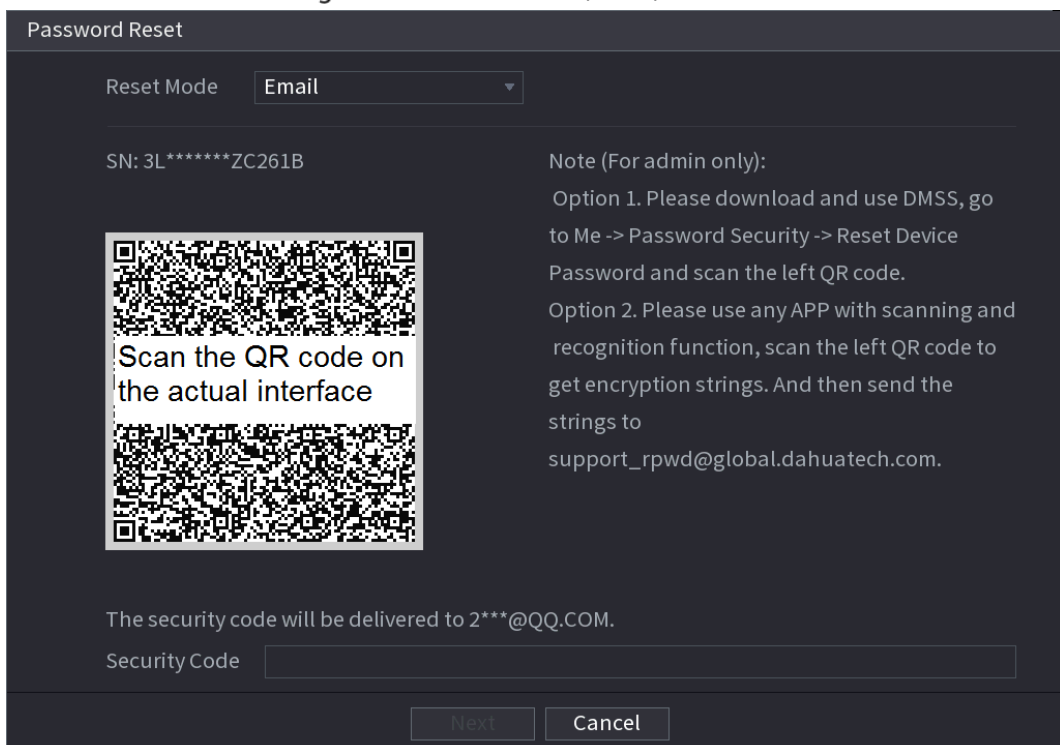 Password Reset
Reset Mode
Email
SN: 3L*******ZC261B
Note (For admin only):
Option 1. Please download and use DMSS, go
to Me -> Password Security -> Reset Device
Password and scan the left QR code.
Option 2. Please use any APP with scanning and
recognition function, scan the left QR code to
get encryption strings. And then send the
strings to
support_rpwd@global.dahuatech.com.
Scan the QR code on
the actual interface
The security code will be delivered to 2***@QQ.COM.
Security Code
Next
Cancel